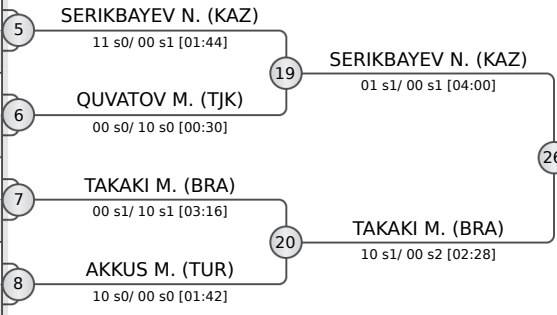 SERIKBAYEV N. (KAZ)
5
11 s0/ 00 s1 [01:44]
SERIKBAYEV N. (KAZ)
19
01 s1/ 00 s1 [04:00]
QUVATOV M. (TJK)
6
00 s0/ 10 s0 [00:30]
26
TAKAKI M. (BRA)
7
00 s1/ 10 s1 [03:16]
TAKAKI M. (BRA)
20
10 s1/ 00 s2 [02:28]
AKKUS M. (TUR)
8
10 s0/ 00 s0 [01:42]